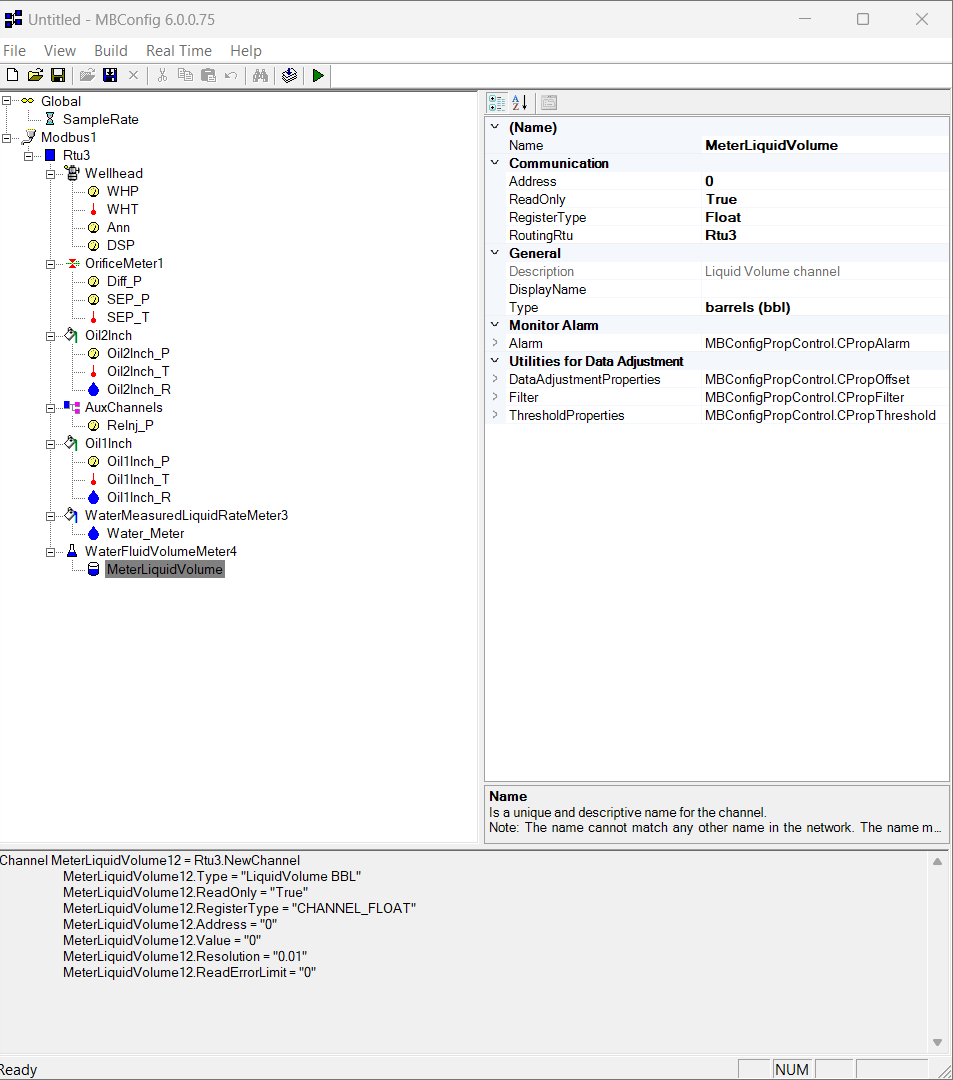 Untitled - MBConfig 6.0.0.75
File View Build Real Time Help
Global
SampleRate
Modbus1
Rtu3
Wellhead
WHP
WHT
Ann
DSP
OrificeMeter1
Diff_P
SEP_P
SEP_T
Oil2Inch
Oil2Inch_P
Oil2Inch_T
Oil2Inch_R
AuxChannels
ReInj_P
Oil1Inch
Oil1Inch_P
Oil1Inch_T
Oil1Inch_R
WaterMeasuredLiquidRateMeter3
Water_Meter
WaterFluidVolumeMeter4
MeterLiquidVolume
(Name)
Name MeterLiquidVolume
Communication
Address 0
ReadOnly True
RegisterType Float
RoutingRtu Rtu3
General
Description Liquid Volume channel
DisplayName
Type barrels (bbl)
Monitor Alarm
Alarm MBConfigPropControl.CPropAlarm
Utilities for Data Adjustment
DataAdjustmentProperties MBConfigPropControl.CPropOffset
Filter MBConfigPropControl.CPropFilter
ThresholdProperties MBConfigPropControl.CPropThreshold
Name
Is a unique and descriptive name for the channel.
Note: The name cannot match any other name in the network. The name m...
Channel MeterLiquidVolume12 = Rtu3.NewChannel
MeterLiquidVolume12.Type = "LiquidVolume BBL"
MeterLiquidVolume12.ReadOnly = "True"
MeterLiquidVolume12.RegisterType = "CHANNEL_FLOAT"
MeterLiquidVolume12.Address = "0"
MeterLiquidVolume12.Value = "0"
MeterLiquidVolume12.Resolution = "0.01"
MeterLiquidVolume12.ReadErrorLimit = "0"
Ready NUM